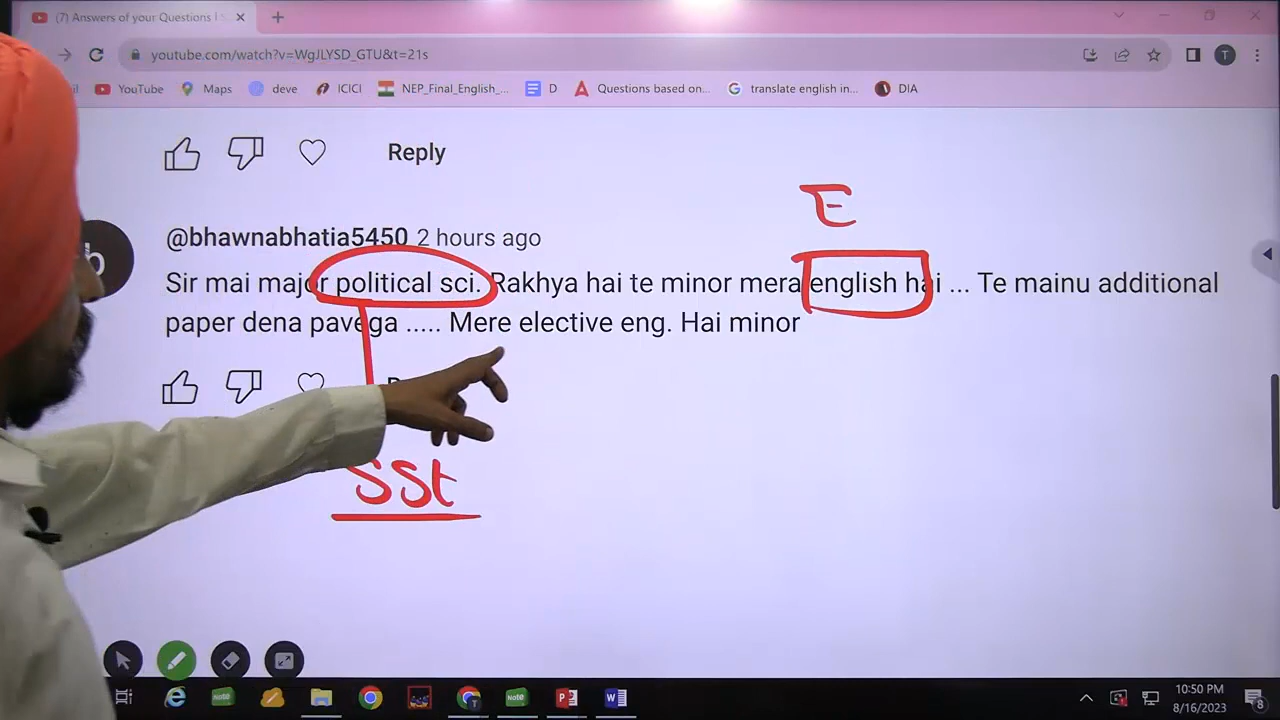 (7) Answers of your Questions I S
youtube.com/watch?v=WgJLYSD_GTU&t=21s
T
il YouTube Maps deve ICICI NEP_Final_English_... D Questions based on... translate english in... DIA
Reply
E
@bhawnabhatia5450 2 hours ago
b
Sir mai major political sci. Rakhya hai te minor mera english hai ... Te mainu additional
paper dena pavega ..... Mere elective eng. Hai minor
SSt
10:50 PM
8/16/2023
8